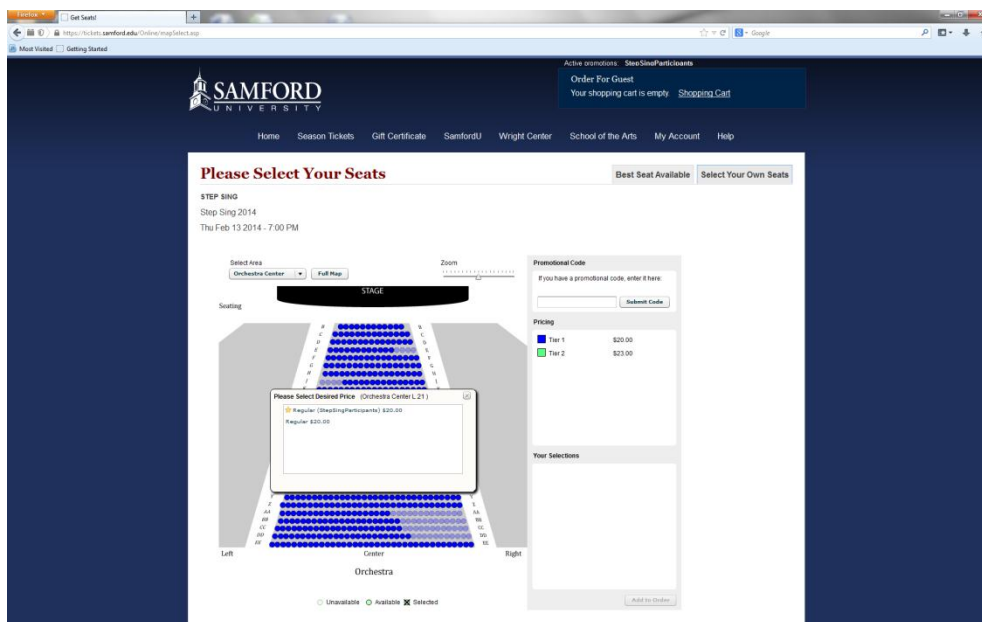 Firefox
Get Seats!
https://tickets.samford.edu/Online/mapSelect.asp
Google
Most Visited
Getting Started
Active promotions: StepSingParticipants
Order For Guest
Your shopping cart is empty. Shopping Cart
SAMFORD
UNIVERSITY
Home Season Tickets Gift Certificate SamfordU Wright Center School of the Arts My Account Help
Please Select Your Seats
Best Seat Available Select Your Own Seats
STEP SING
Step Sing 2014
Thu Feb 13 2014 - 7:00 PM
Select Area
Orchestra Center
Full Map
Zoom
STAGE
Seating
Please Select Desired Price (Orchestra Center L 21 )
Regular (StepSingParticipants) $20.00
Regular $20.00
Left Center Right
Orchestra
Unavailable Available Selected
Promotional Code
If you have a promotional code, enter it here:
Submit Code
Pricing
Tier 1 $20.00
Tier 2 $23.00
Your Selections
Add to Order